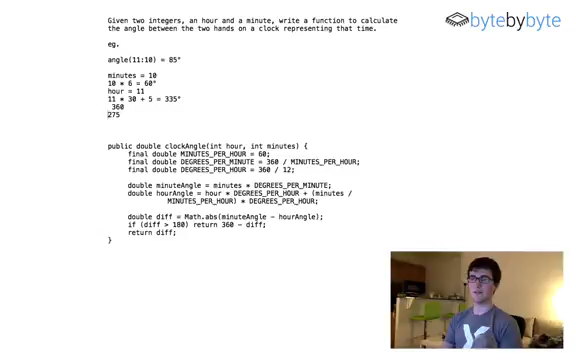 Given two integers, an hour and a minute, write a function to calculate
the angle between the two hands on a clock representing that time.
bytebybyte
eg.
angle(11:10) = 85°
minutes = 10
10 * 6 = 60°
hour = 11
11 * 30 + 5 = 335°
360
275
public double clockAngle(int hour, int minutes) {
final double MINUTES_PER_HOUR = 60;
final double DEGREES_PER_MINUTE = 360 / MINUTES_PER_HOUR;
final double DEGREES_PER_HOUR = 360 / 12;
double minuteAngle = minutes * DEGREES_PER_MINUTE;
double hourAngle = hour * DEGREES_PER_HOUR + (minutes /
MINUTES_PER_HOUR) * DEGREES_PER_HOUR;
double diff = Math.abs(minuteAngle - hourAngle);
if (diff > 180) return 360 - diff;
return diff;
}